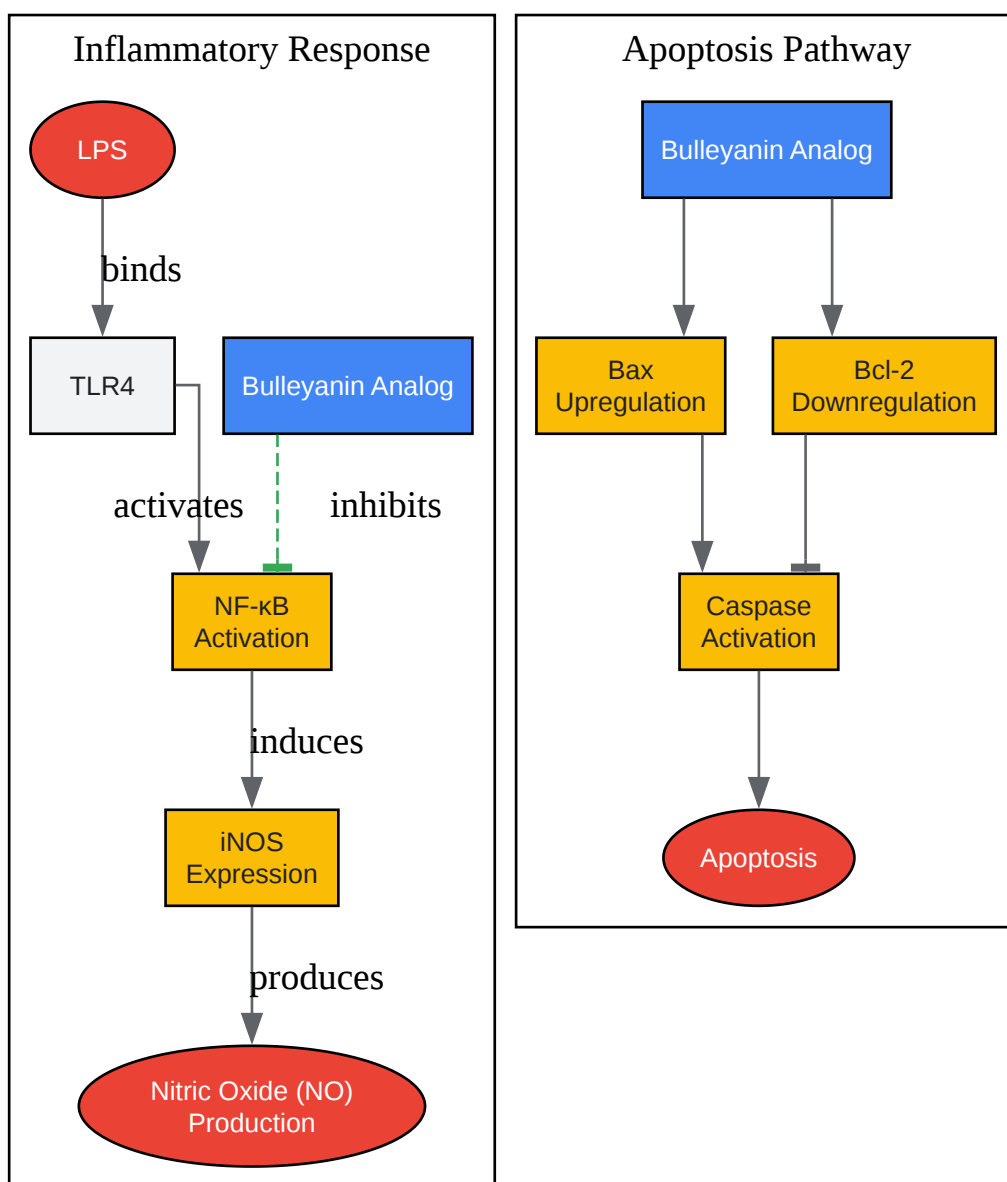 Inflammatory Response
LPS
binds
TLR4
Bulleyanin Analog
activates
inhibits
NF-κB
Activation
induces
iNOS
Expression
produces
Nitric Oxide (NO)
Production
Apoptosis Pathway
Bulleyanin Analog
Bax
Upregulation
Bcl-2
Downregulation
Caspase
Activation
Apoptosis